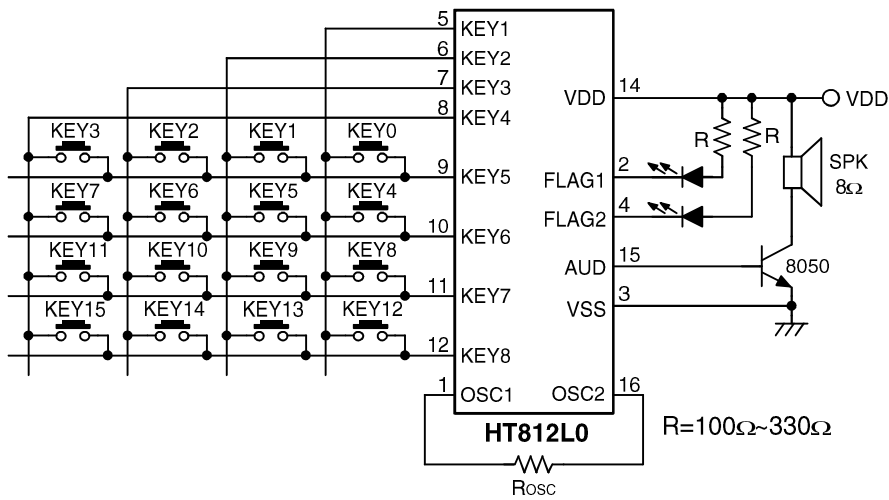 5 KEY1
6 KEY2
7 KEY3
8 KEY4
VDD 14
VDD
KEY3 KEY2 KEY1 KEY0
R R
9 KEY5
FLAG1 2
SPK
8Ω
KEY7 KEY6 KEY5 KEY4
FLAG2 4
10 KEY6
KEY11 KEY10 KEY9 KEY8
AUD 15
8050
11 KEY7
VSS 3
KEY15 KEY14 KEY13 KEY12
12 KEY8
1 OSC1
OSC2 16
HT812L0
R=100Ω~330Ω
ROSC